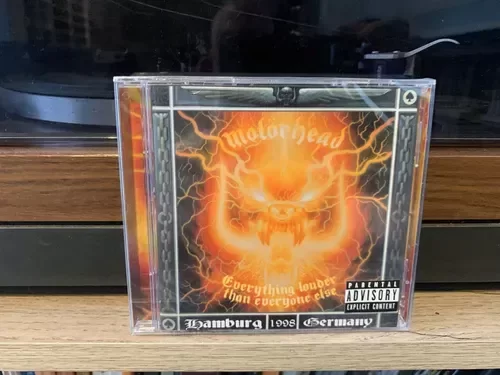 Motörhead
Everything louder
than everyone else
PARENTAL
ADVISORY
EXPLICIT CONTENT
Hamburg 1998 Germany